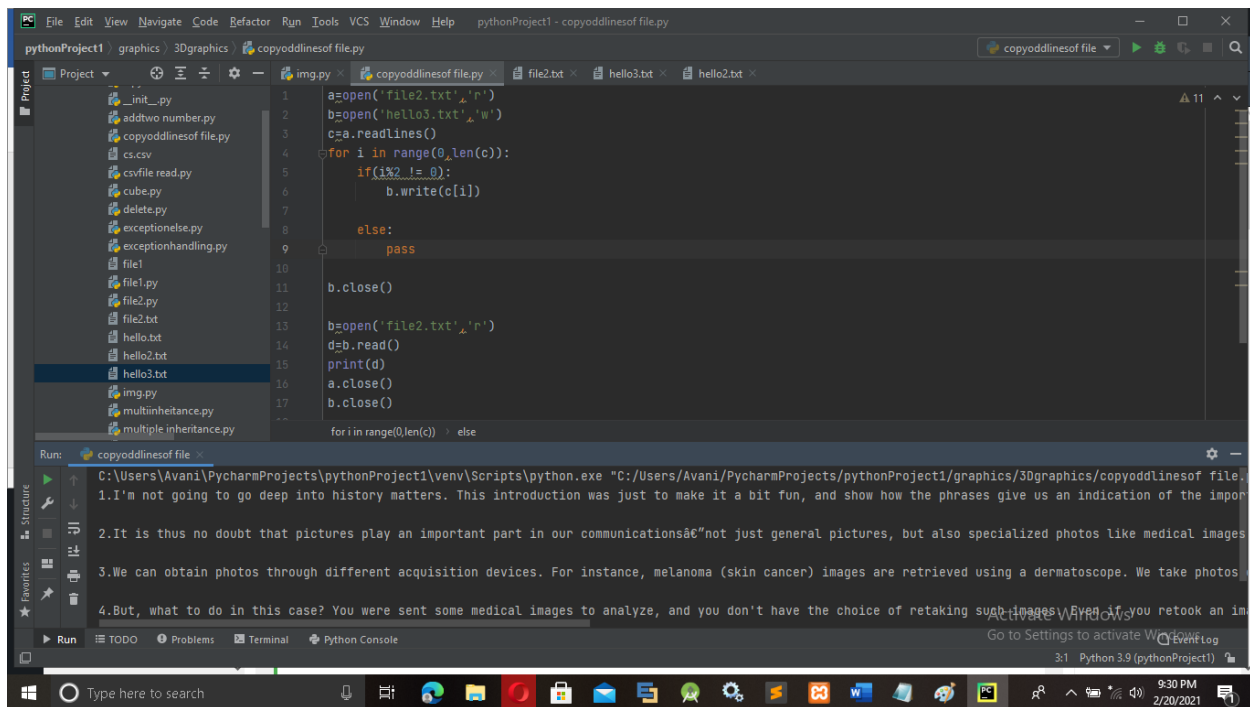 File Edit View Navigate Code Refactor Run Tools VCS Window Help pythonProject1 - copyoddlinesof file.py
pythonProject1 graphics 3Dgraphics copyoddlinesof file.py copyoddlinesof file
Project img.py copyoddlinesof file.py file2.txt hello3.txt hello2.txt
Project
__init__.py
addtwo number.py
copyoddlinesof file.py
cs.csv
csvfile read.py
cube.py
delete.py
exceptionelse.py
exceptionhandling.py
file1
file1.py
file2.py
file2.txt
hello.txt
hello2.txt
hello3.txt
img.py
multiinheitance.py
multiple inheritance.py
11
1 a=open('file2.txt','r')
2 b=open('hello3.txt','w')
3 c=a.readlines()
4 for i in range(0,len(c)):
5 if(i%2 != 0):
6 b.write(c[i])
7
8 else:
9 pass
10
11 b.close()
12
13 b=open('file2.txt','r')
14 d=b.read()
15 print(d)
16 a.close()
17 b.close()
for i in range(0,len(c)) else
Run: copyoddlinesof file
C:\Users\Avani\PycharmProjects\pythonProject1\venv\Scripts\python.exe "C:/Users/Avani/PycharmProjects/pythonProject1/graphics/3Dgraphics/copyoddlinesof file.
1.I'm not going to go deep into history matters. This introduction was just to make it a bit fun, and show how the phrases give us an indication of the impor
2.It is thus no doubt that pictures play an important part in our communicationsâ€”not just general pictures, but also specialized photos like medical images
3.We can obtain photos through different acquisition devices. For instance, melanoma (skin cancer) images are retrieved using a dermatoscope. We take photos
4.But, what to do in this case? You were sent some medical images to analyze, and you don't have the choice of retaking such images. Even if you retook an im
Structure
Favorites
Activate Windows
Go to Settings to activate Windows.
Run TODO Problems Terminal Python Console Event Log
3:1 Python 3.9 (pythonProject1)
Type here to search
9:30 PM
2/20/2021